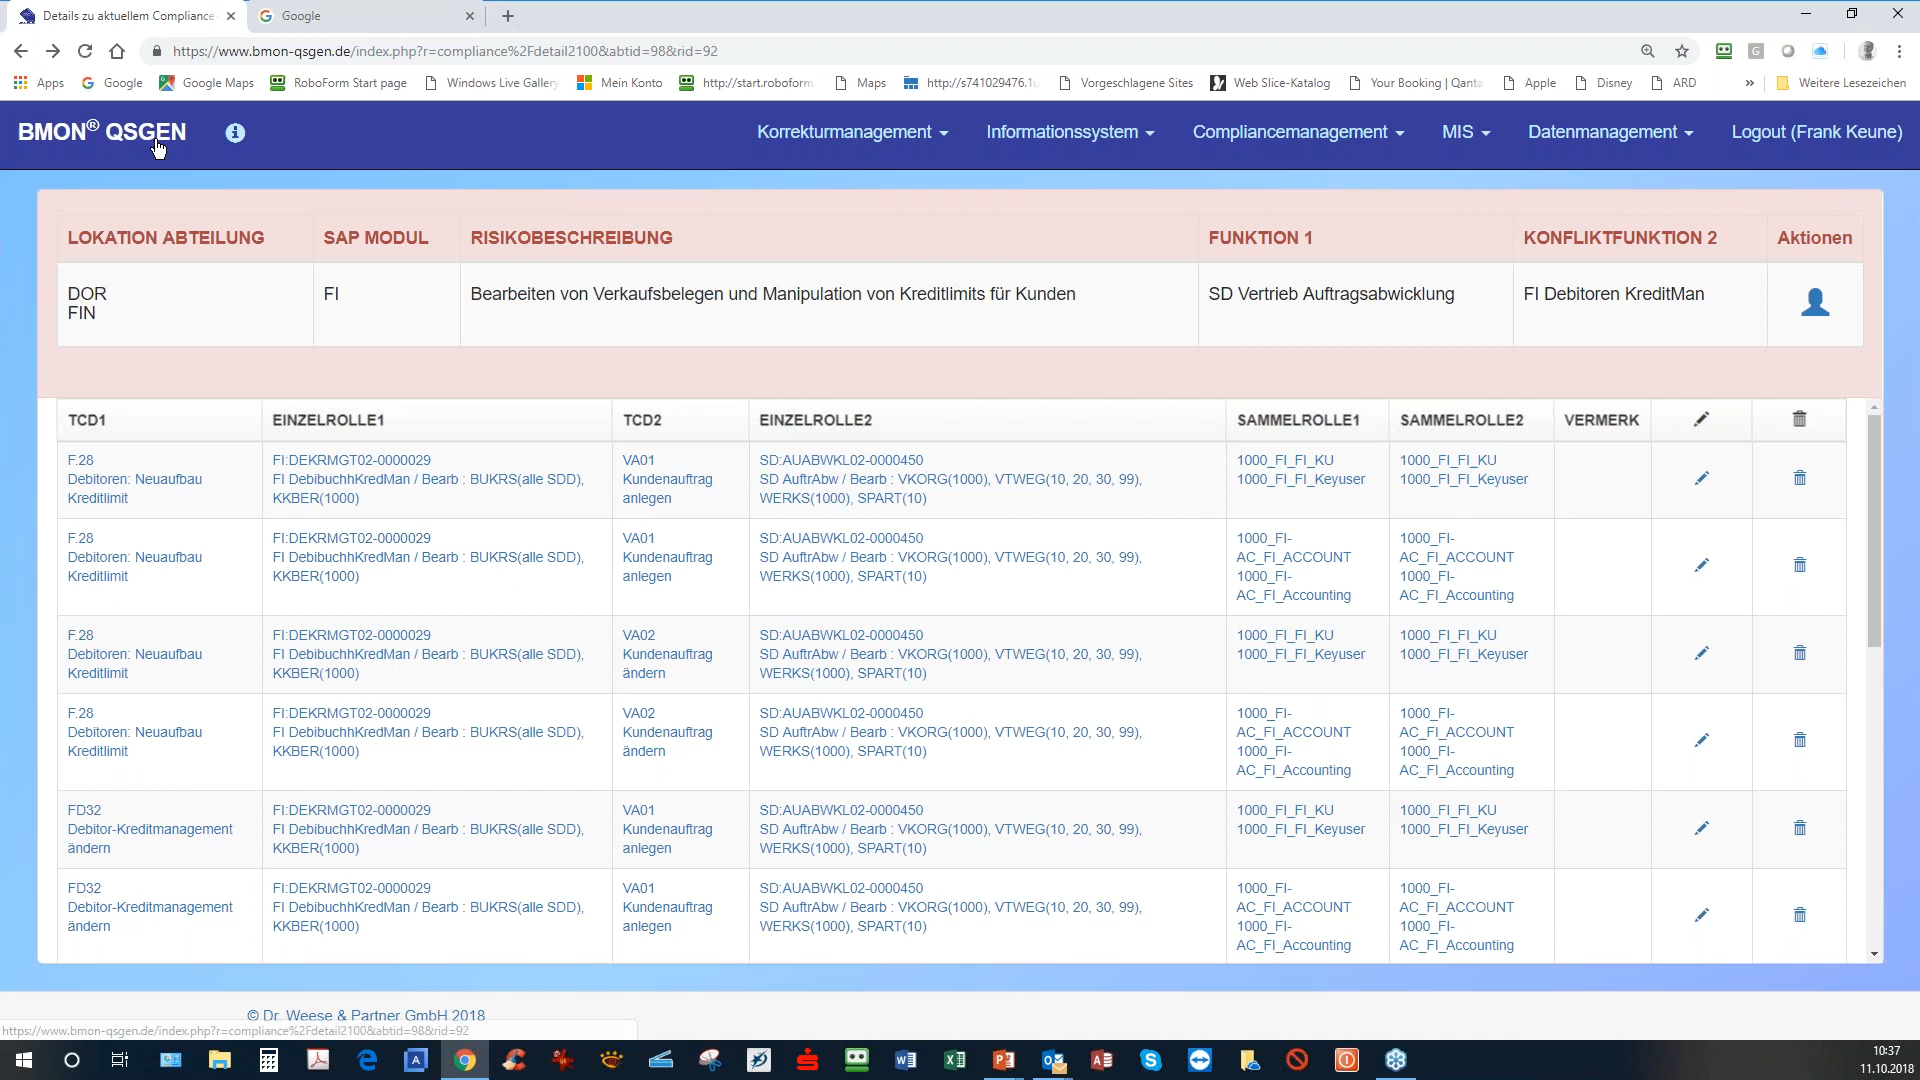 Details zu aktuellem Compliance
Google
https://www.bmon-qsgen.de/index.php?r=compliance%2Fdetail2100&abtid=98&rid=92
Apps
Google
Google Maps
RoboForm Start page
Windows Live Gallery
Mein Konto
http://start.roboform
Maps
http://s741029476.1
Vorgeschlagene Sites
Web Slice-Katalog
Your Booking | Qanta
Apple
Disney
ARD
»
Weitere Lesezeichen
BMON® QSGEN
Korrekturmanagement
Informationssystem
Compliancemanagement
MIS
Datenmanagement
Logout (Frank Keune)
LOKATION ABTEILUNG SAP MODUL RISIKOBESCHREIBUNG FUNKTION 1 KONFLIKTFUNKTION 2 Aktionen
DOR FI Bearbeiten von Verkaufsbelegen und Manipulation von Kreditlimits für Kunden SD Vertrieb Auftragsabwicklung FI Debitoren KreditMan
FIN
TCD1 EINZELROLLE1 TCD2 EINZELROLLE2 SAMMELROLLE1 SAMMELROLLE2 VERMERK
F.28 FI:DEKRMGT02-0000029 VA01 SD:AUABWKL02-0000450 1000_FI_FI_KU 1000_FI_FI_KU
Debitoren: Neuaufbau FI DebibuchhKredMan / Bearb : BUKRS(alle SDD), Kundenauftrag SD AuftrAbw / Bearb : VKORG(1000), VTWEG(10, 20, 30, 99), 1000_FI_FI_Keyuser 1000_FI_FI_Keyuser
Kreditlimit KKBER(1000) anlegen WERKS(1000), SPART(10)
F.28 FI:DEKRMGT02-0000029 VA01 SD:AUABWKL02-0000450 1000_FI- 1000_FI-
Debitoren: Neuaufbau FI DebibuchhKredMan / Bearb : BUKRS(alle SDD), Kundenauftrag SD AuftrAbw / Bearb : VKORG(1000), VTWEG(10, 20, 30, 99), AC_FI_ACCOUNT AC_FI_ACCOUNT
Kreditlimit KKBER(1000) anlegen WERKS(1000), SPART(10) 1000_FI- 1000_FI-
AC_FI_Accounting AC_FI_Accounting
F.28 FI:DEKRMGT02-0000029 VA02 SD:AUABWKL02-0000450 1000_FI_FI_KU 1000_FI_FI_KU
Debitoren: Neuaufbau FI DebibuchhKredMan / Bearb : BUKRS(alle SDD), Kundenauftrag SD AuftrAbw / Bearb : VKORG(1000), VTWEG(10, 20, 30, 99), 1000_FI_FI_Keyuser 1000_FI_FI_Keyuser
Kreditlimit KKBER(1000) ändern WERKS(1000), SPART(10)
F.28 FI:DEKRMGT02-0000029 VA02 SD:AUABWKL02-0000450 1000_FI- 1000_FI-
Debitoren: Neuaufbau FI DebibuchhKredMan / Bearb : BUKRS(alle SDD), Kundenauftrag SD AuftrAbw / Bearb : VKORG(1000), VTWEG(10, 20, 30, 99), AC_FI_ACCOUNT AC_FI_ACCOUNT
Kreditlimit KKBER(1000) ändern WERKS(1000), SPART(10) 1000_FI- 1000_FI-
AC_FI_Accounting AC_FI_Accounting
FD32 FI:DEKRMGT02-0000029 VA01 SD:AUABWKL02-0000450 1000_FI_FI_KU 1000_FI_FI_KU
Debitor-Kreditmanagement FI DebibuchhKredMan / Bearb : BUKRS(alle SDD), Kundenauftrag SD AuftrAbw / Bearb : VKORG(1000), VTWEG(10, 20, 30, 99), 1000_FI_FI_Keyuser 1000_FI_FI_Keyuser
ändern KKBER(1000) anlegen WERKS(1000), SPART(10)
FD32 FI:DEKRMGT02-0000029 VA01 SD:AUABWKL02-0000450 1000_FI- 1000_FI-
Debitor-Kreditmanagement FI DebibuchhKredMan / Bearb : BUKRS(alle SDD), Kundenauftrag SD AuftrAbw / Bearb : VKORG(1000), VTWEG(10, 20, 30, 99), AC_FI_ACCOUNT AC_FI_ACCOUNT
ändern KKBER(1000) anlegen WERKS(1000), SPART(10) 1000_FI- 1000_FI-
AC_FI_Accounting AC_FI_Accounting
© Dr. Weese & Partner GmbH 2018
https://www.bmon-qsgen.de/index.php?r=compliance%2Fdetail2100&abtid=98&rid=92
10:37
11.10.2018